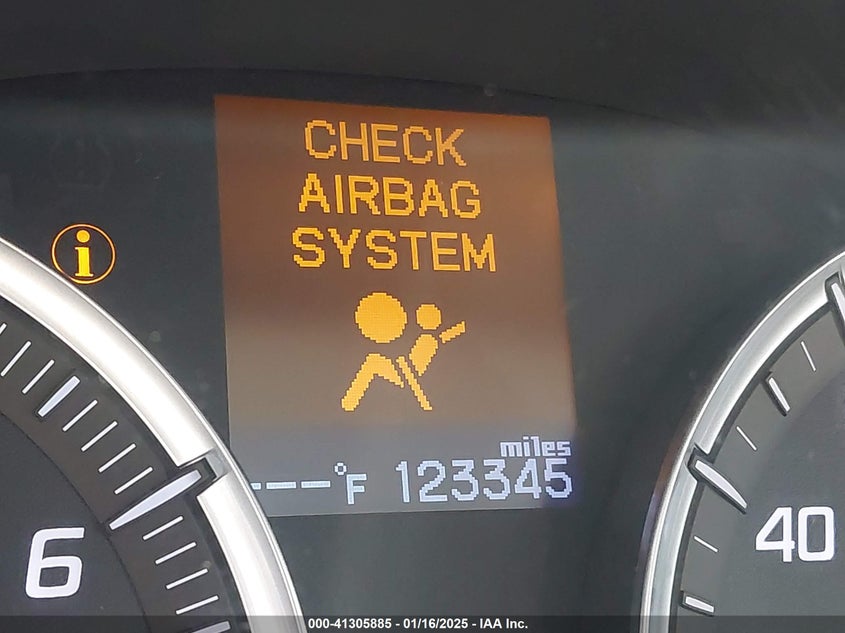 CHECK
AIRBAG
SYSTEM
i
miles
---°F 123345
6
40
000-41305885 - 01/16/2025 - IAA Inc.